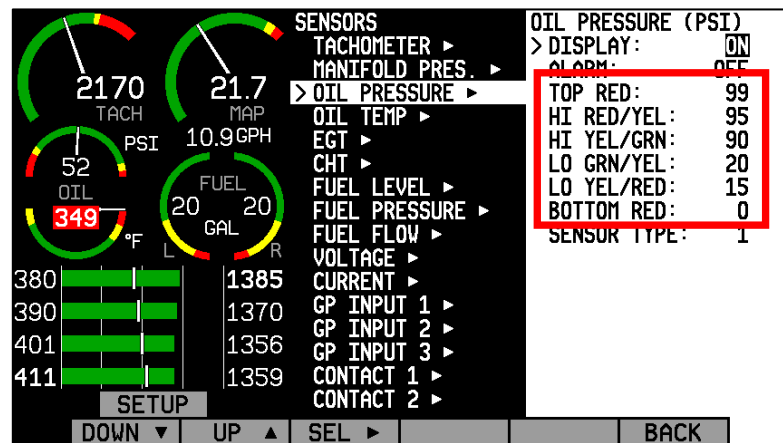 2170
TACH
21.7
MAP
10.9 GPH
PSI
52
OIL
349
°F
FUEL
20 20
GAL
L R
380 1385
390 1370
401 1356
411 1359
SETUP
SENSORS
TACHOMETER ►
MANIFOLD PRES. ►
> OIL PRESSURE ►
OIL TEMP ►
EGT ►
CHT ►
FUEL LEVEL ►
FUEL PRESSURE ►
FUEL FLOW ►
VOLTAGE ►
CURRENT ►
GP INPUT 1 ►
GP INPUT 2 ►
GP INPUT 3 ►
CONTACT 1 ►
CONTACT 2 ►
OIL PRESSURE (PSI)
> DISPLAY: ON
ALARM: OFF
TOP RED: 99
HI RED/YEL: 95
HI YEL/GRN: 90
LO GRN/YEL: 20
LO YEL/RED: 15
BOTTOM RED: 0
SENSOR TYPE: 1
DOWN ▼ UP ▲ SEL ► BACK